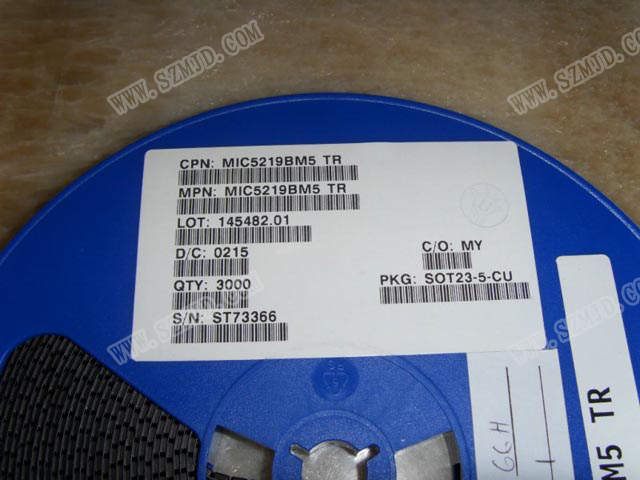 WWW.SZMJD.COM
WWW.SZMJD.COM
CPN: MIC5219BM5 TR
MPN: MIC5219BM5 TR
LOT: 145482.01
D/C: 0215
C/O: MY
QTY: 3000
PKG: SOT23-5-CU
S/N: ST73366
WWW.SZMJD.COM
WWW.SZMJD.COM
M5 TR
GGH